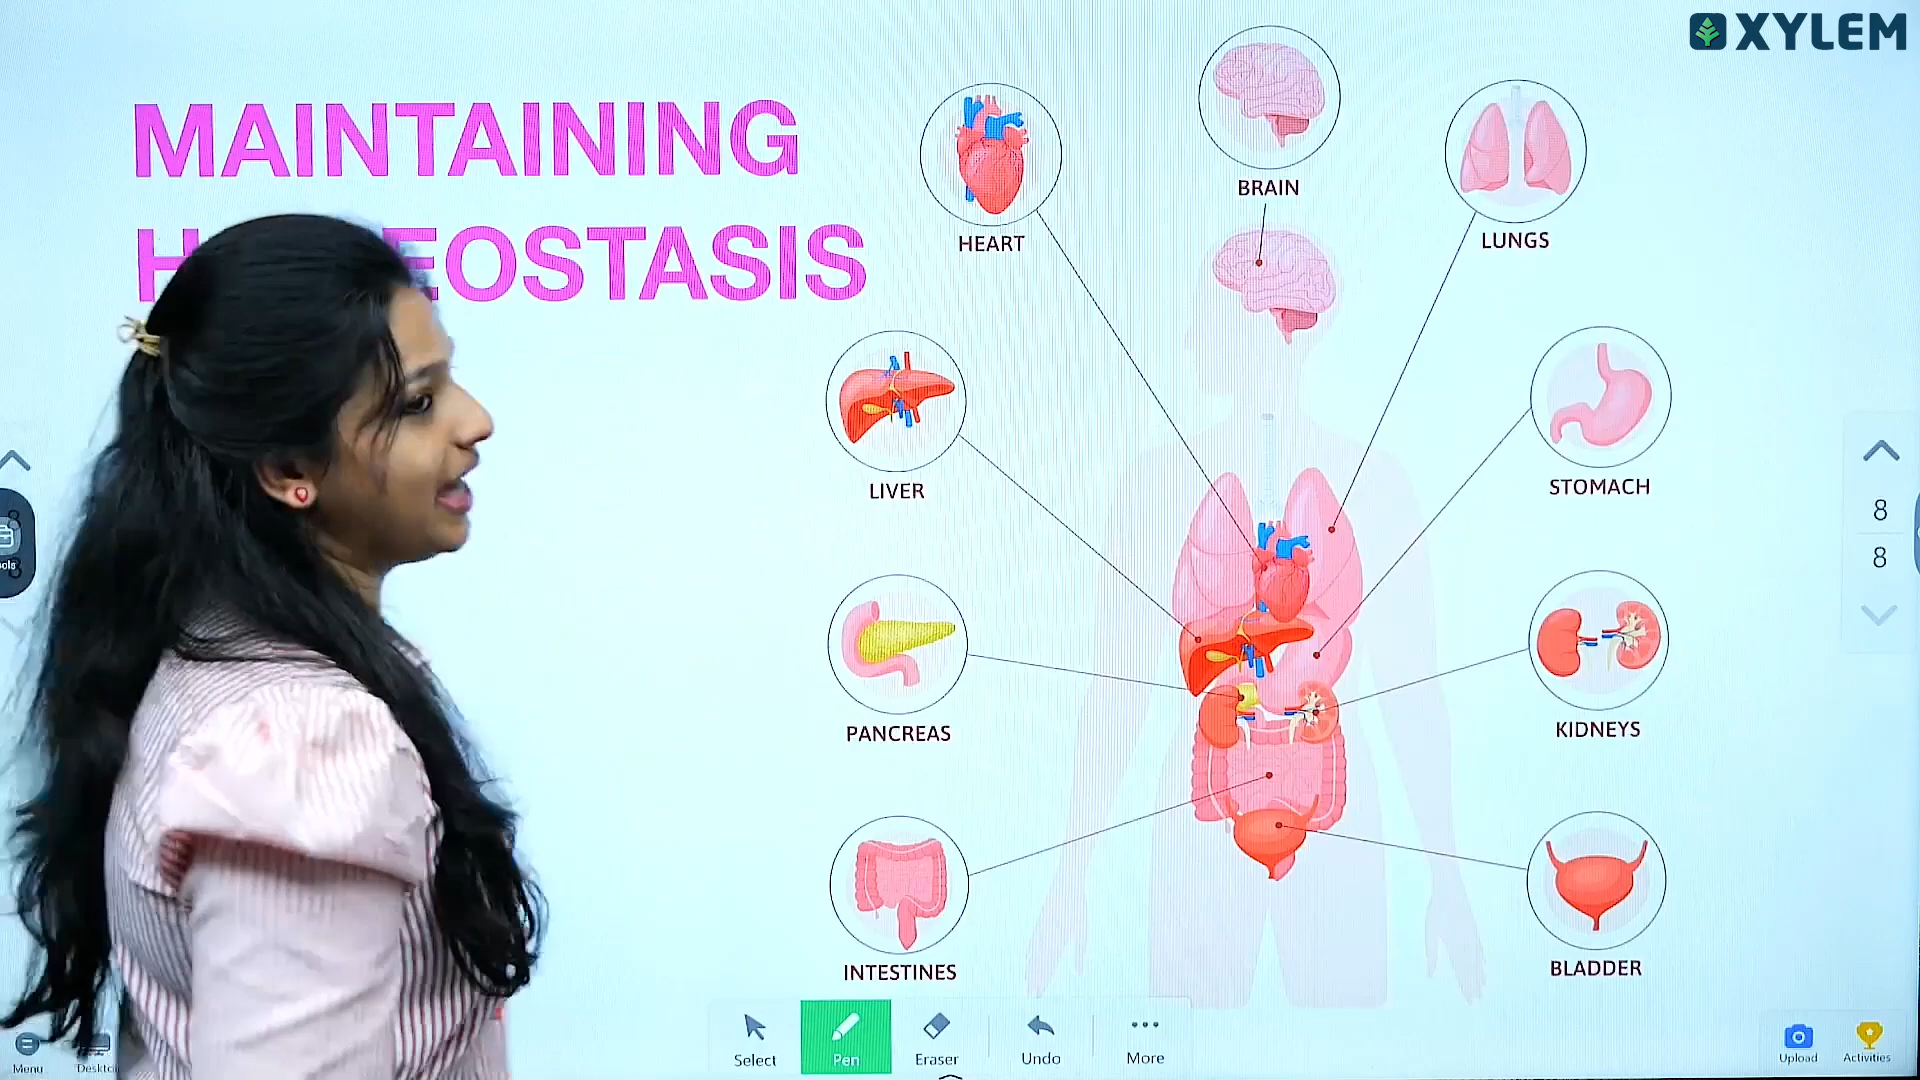 XYLEM
MAINTAINING
H EOSTASIS
HEART
BRAIN
LUNGS
LIVER
STOMACH
PANCREAS
KIDNEYS
INTESTINES
BLADDER
8
8
Select
Pen
Eraser
Undo
More
Menu
Upload
Activities